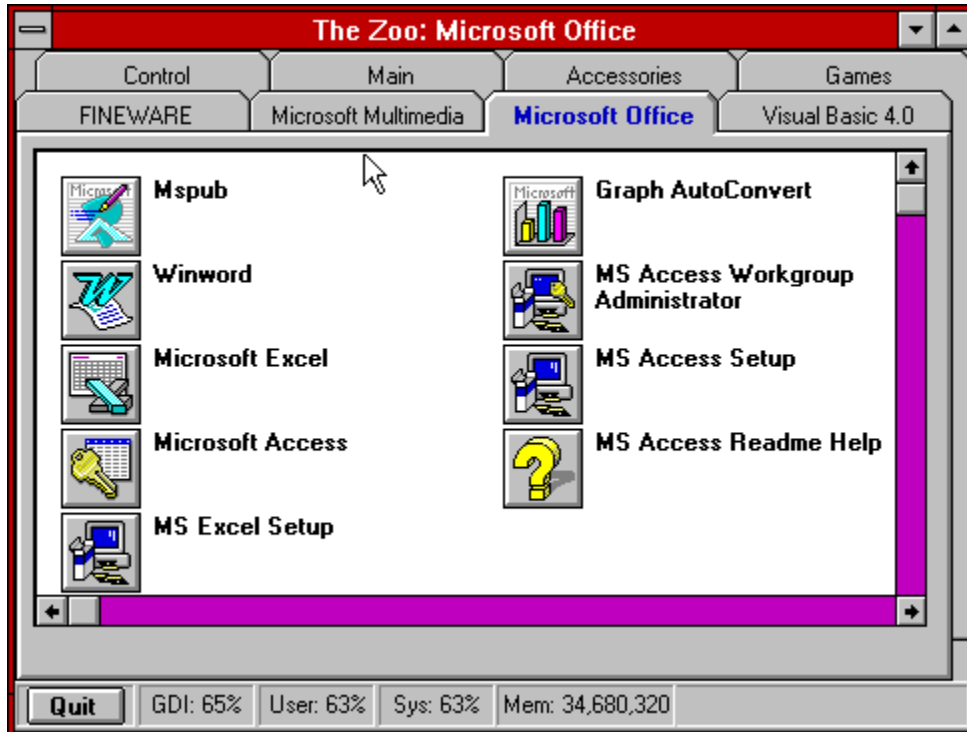 The Zoo: Microsoft Office
Control Main Accessories Games
FINEWARE Microsoft Multimedia Microsoft Office Visual Basic 4.0
Microsoft Mspub
Microsoft Graph AutoConvert
Winword
MS Access Workgroup
Administrator
Microsoft Excel
MS Access Setup
Microsoft Access
MS Access Readme Help
MS Excel Setup
Quit GDI: 65% User: 63% Sys: 63% Mem: 34,680,320